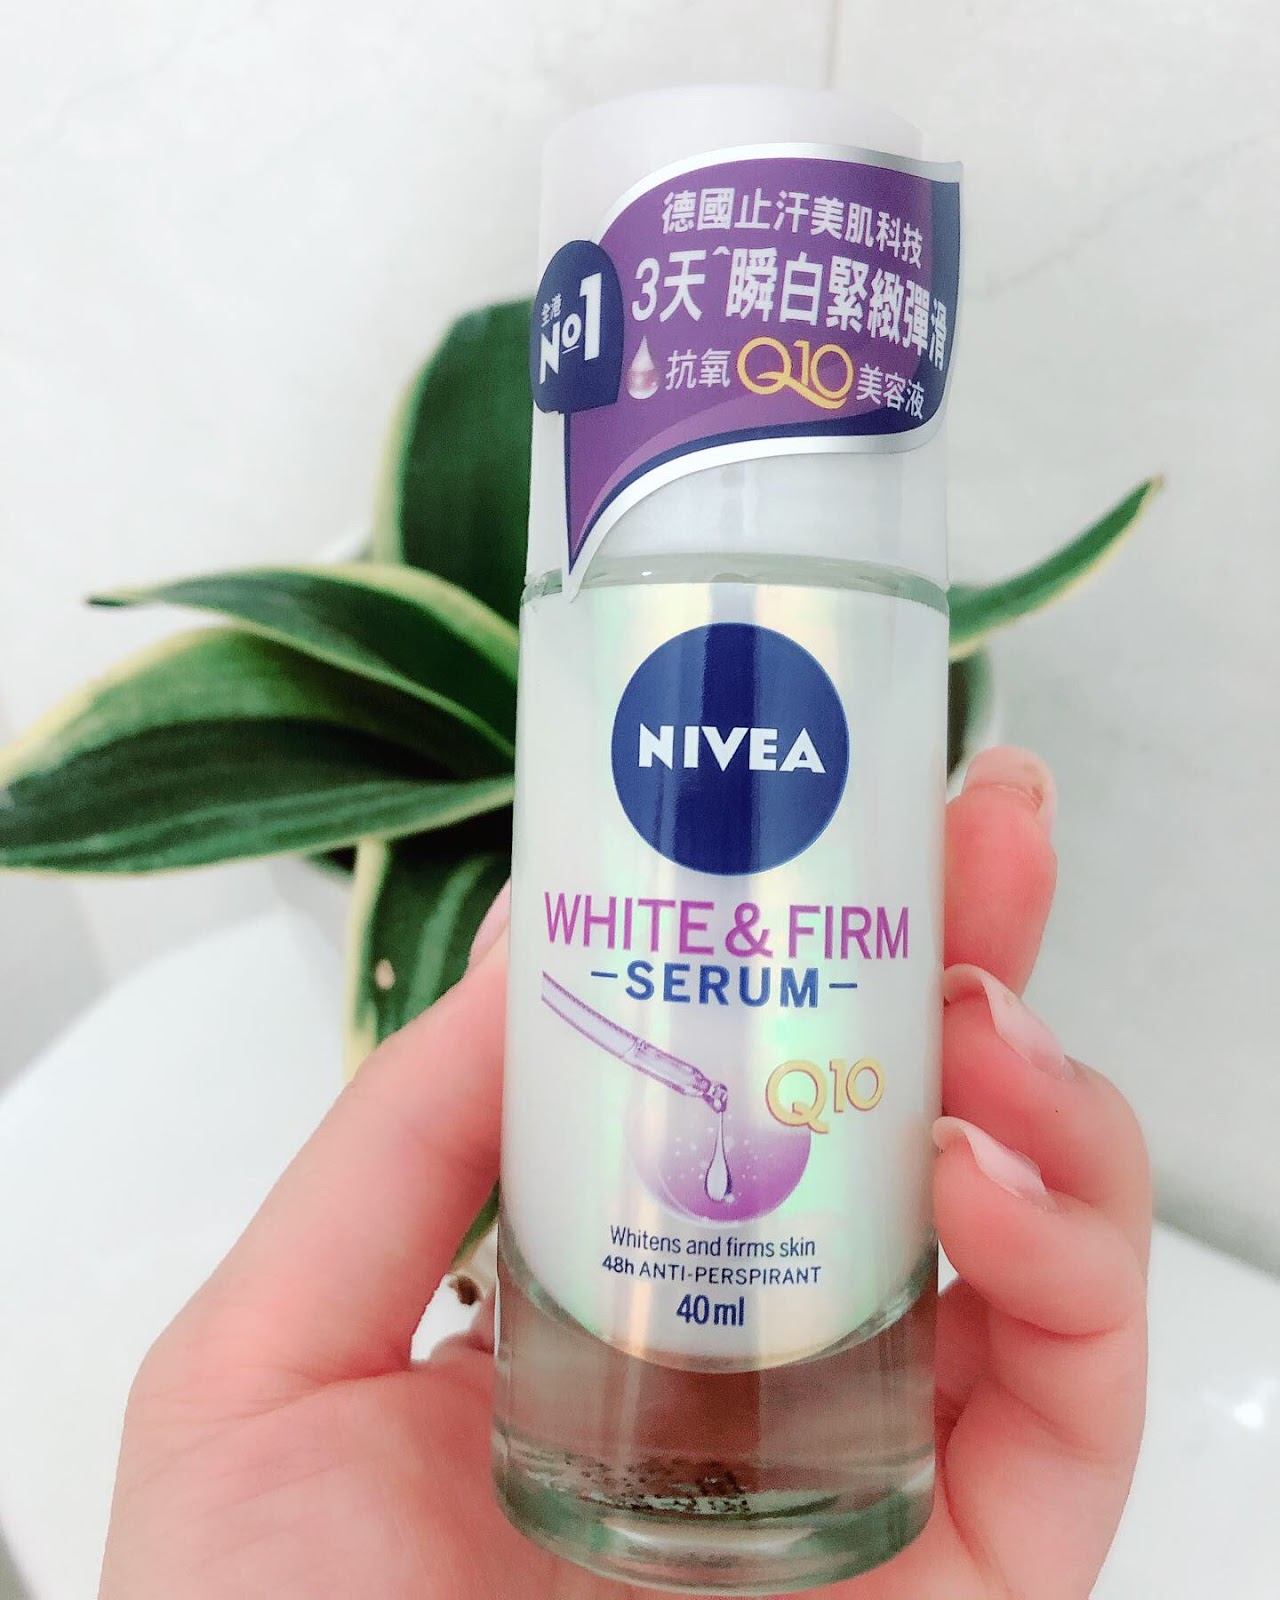 德國止汗美肌科技
3天^瞬白緊緻彈滑
全港
No1
抗氧Q10美容液
NIVEA
WHITE & FIRM
–SERUM–
Q10
Whitens and firms skin
48h ANTI-PERSPIRANT
40ml